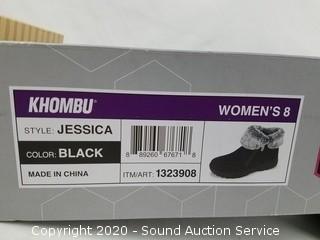 KHOMBU®
WOMEN'S 8
STYLE: JESSICA
COLOR: BLACK
8 89260 67671 8
MADE IN CHINA
ITM/ART: 1323908
Copyright 2020 - Sound Auction Service